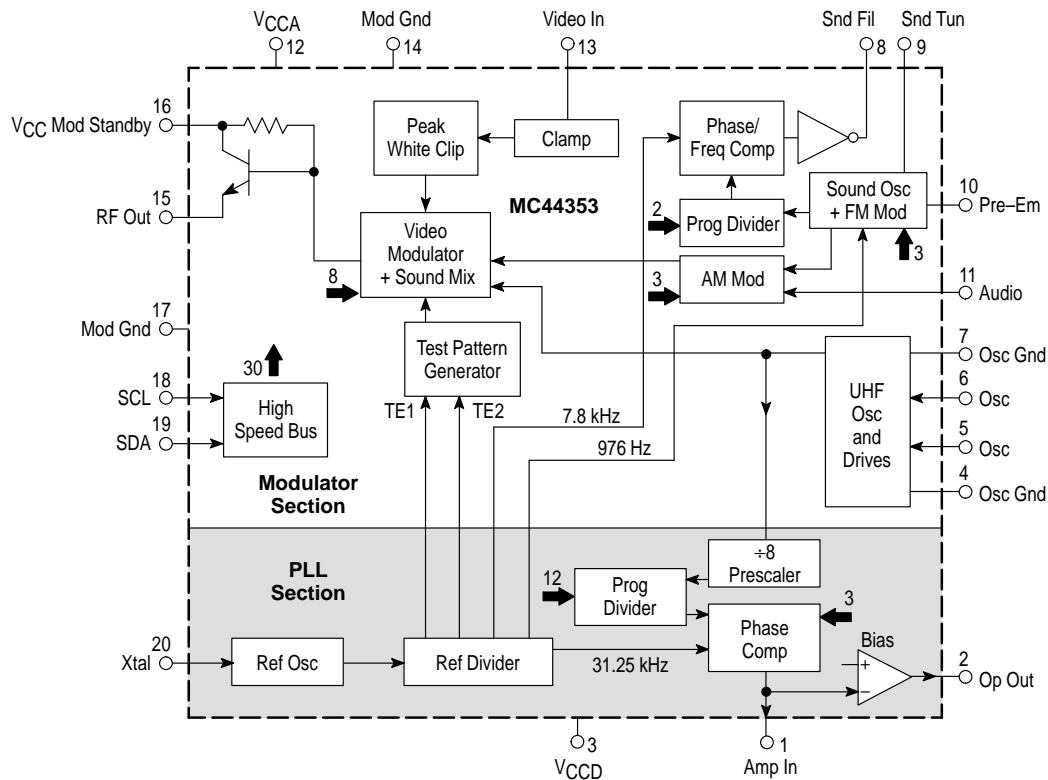 VCCA
12
Mod Gnd
14
Video In
13
Snd Fil
8
Snd Tun
9
16
VCC Mod Standby
15
RF Out
Peak
White Clip
Clamp
Phase/
Freq Comp
MC44353
Sound Osc
+ FM Mod
10
Pre–Em
2
Prog Divider
3
Video
Modulator
+ Sound Mix
8
3
AM Mod
11
Audio
17
Mod Gnd
Test Pattern
Generator
7
Osc Gnd
30
18
SCL
High
Speed Bus
19
SDA
TE1
TE2
7.8 kHz
976 Hz
UHF
Osc
and
Drives
6
Osc
5
Osc
4
Osc Gnd
Modulator
Section
PLL
Section
÷8
Prescaler
12
Prog
Divider
3
Phase
Comp
20
Xtal
Ref Osc
Ref Divider
31.25 kHz
Bias
+
–
2
Op Out
3
VCCD
1
Amp In